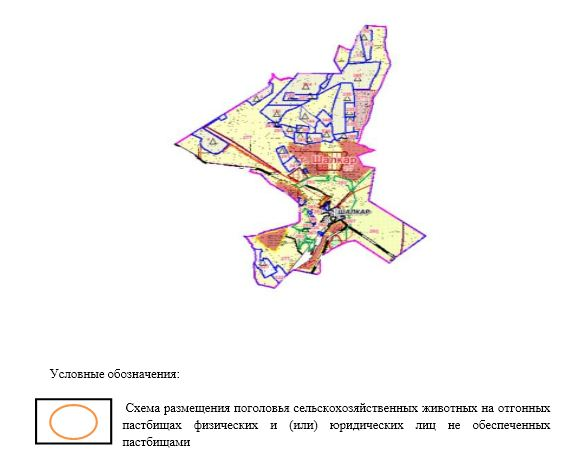 г. Шалкар
ШАЛКАР
Условные обозначения:
Схема размещения поголовья сельскохозяйственных животных на отгонных
пастбищах физических и (или) юридических лиц не обеспеченных
пастбищами